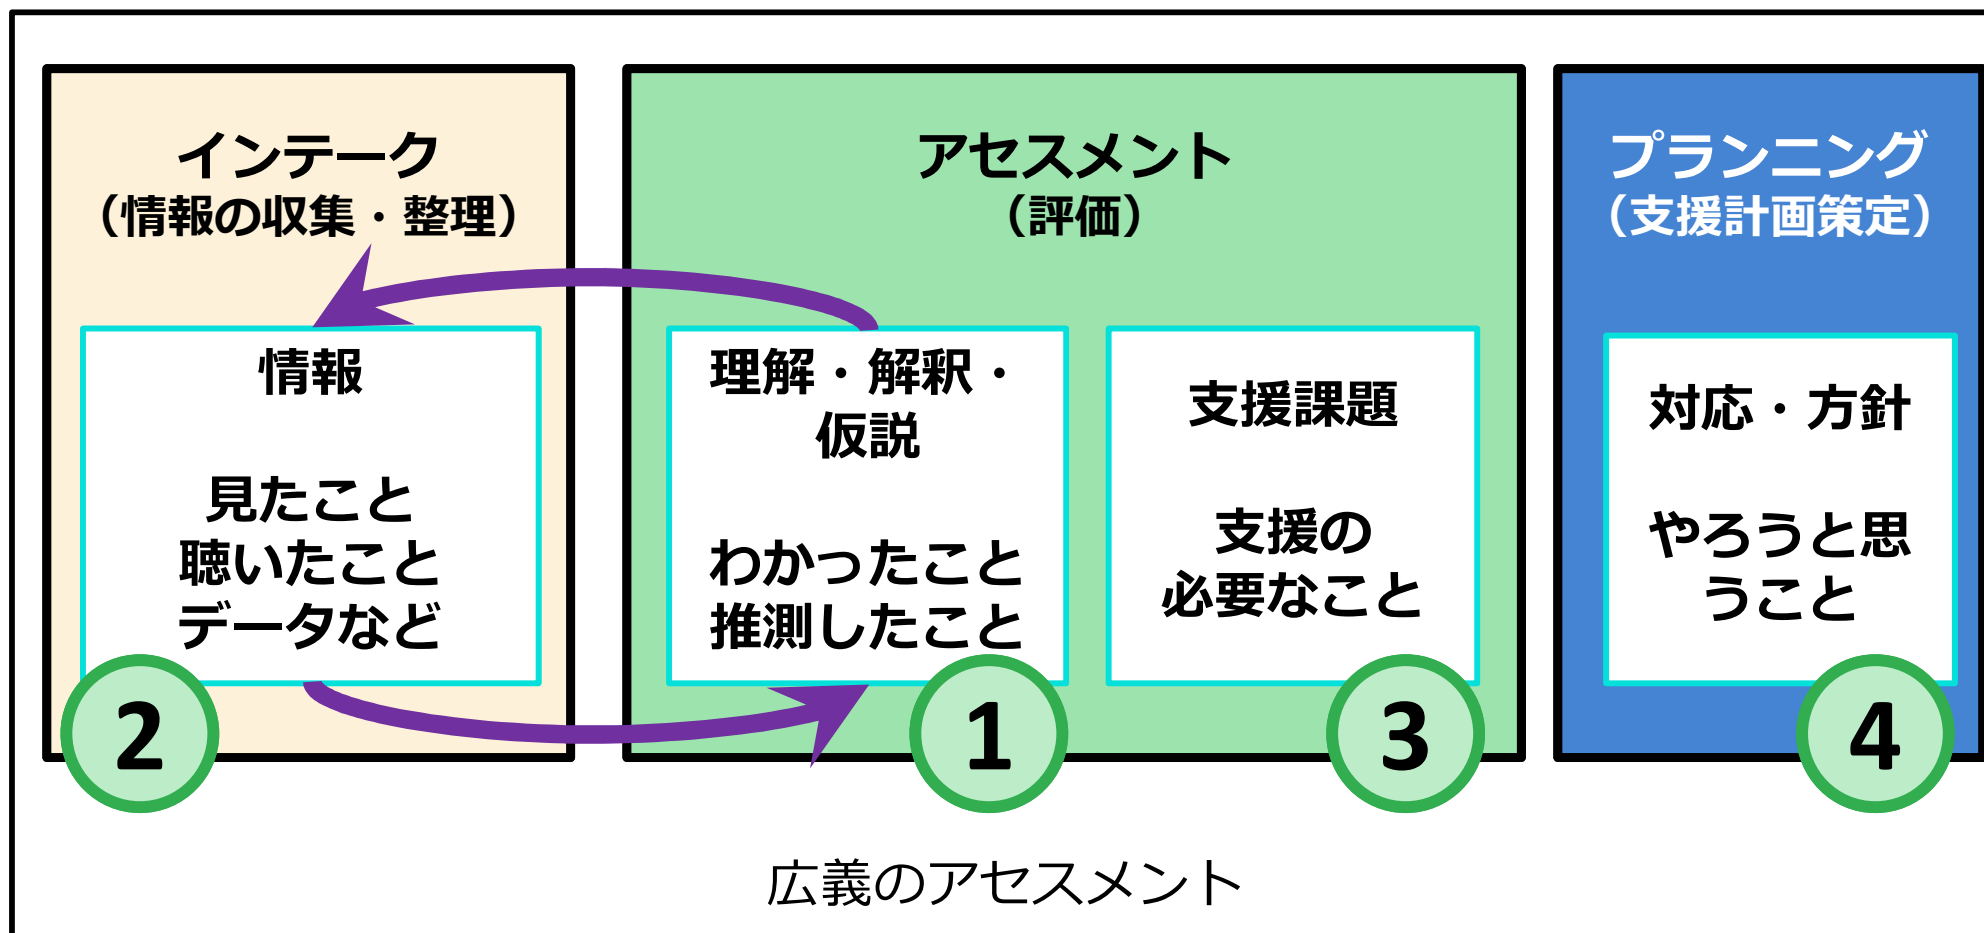 インテーク
（情報の収集・整理）
情報
見たこと
聴いたこと
データなど
2
アセスメント
（評価）
理解・解釈・
仮説
わかったこと
推測したこと
1
支援課題
支援の
必要なこと
3
プランニング
（支援計画策定）
対応・方針
やろうと思
うこと
4
広義のアセスメント